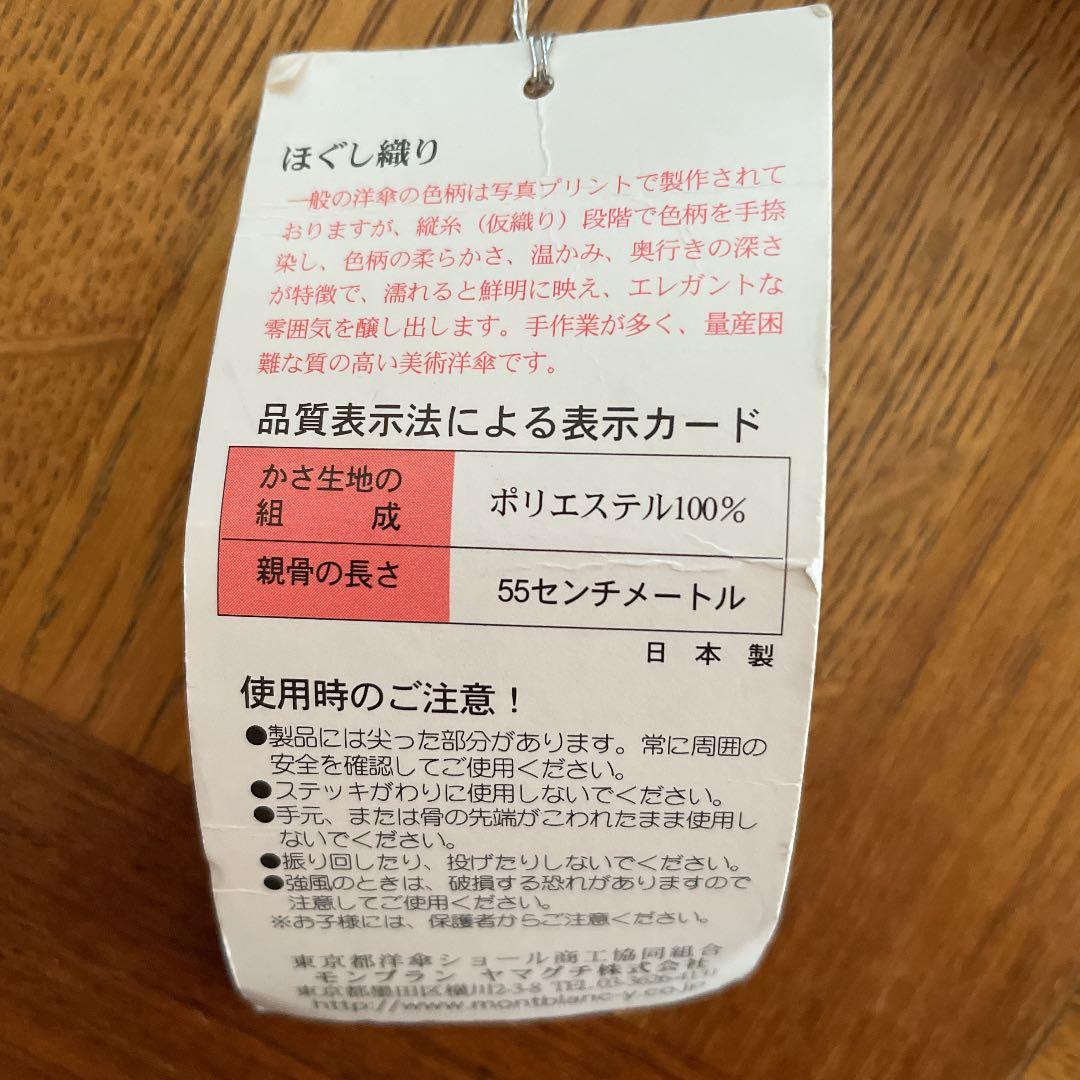 ほぐし織り
一般の洋傘の色柄は写真プリントで製作されて
おりますが、縦糸（仮織り）段階で色柄を手捺
染し、色柄の柔らかさ、温かみ、奥行きの深さ
が特徴で、濡れると鮮明に映え、エレガントな
雰囲気を醸し出します。手作業が多く、量産困
難な質の高い美術洋傘です。
品質表示法による表示カード
かさ生地の
組成
ポリエステル100%
親骨の長さ
55センチメートル
日本製
使用時のご注意！
●製品には尖った部分があります。常に周囲の
安全を確認してご使用ください。
●ステッキがわりに使用しないでください。
●手元、または骨の先端がこわれたまま使用し
ないでください。
●振り回したり、投げたりしないでください。
●強風のときは、破損する恐れがありますので
注意してご使用ください。
※お子様には、保護者からご注意ください。
東京都洋傘ショール商工協同組合
モンブラン ヤマグチ株式会社
東京都墨田区横川2-3-8 TEL.03-3626-4131
http://www.montblanc-y.co.jp